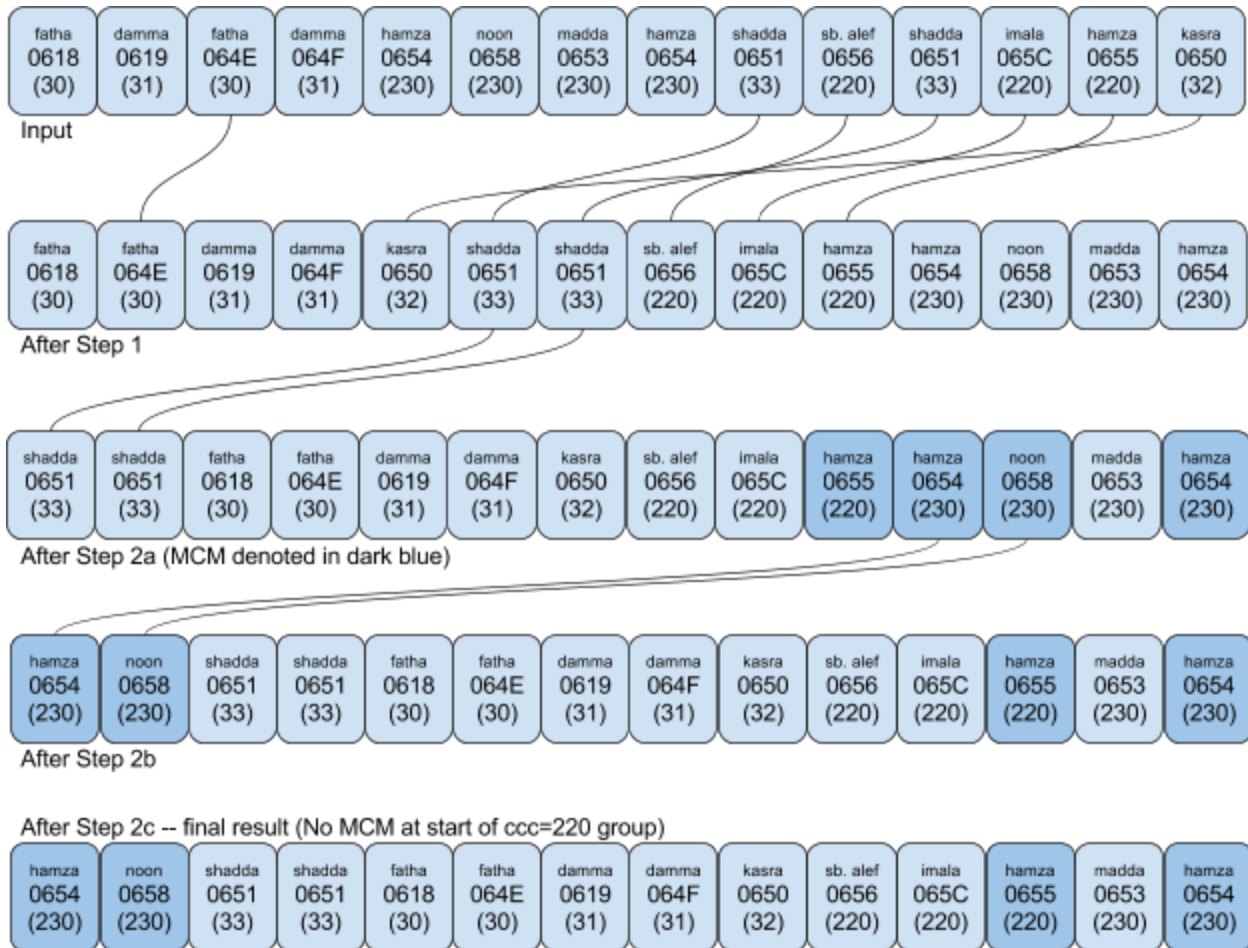 fatha damma fatha damma hamza noon madda hamza shadda sb. alef shadda imala hamza kasra
0618 0619 064E 064F 0654 0658 0653 0654 0651 0656 0651 065C 0655 0650
(30) (31) (30) (31) (230) (230) (230) (230) (33) (220) (33) (220) (220) (32)
Input
fatha fatha damma damma kasra shadda shadda sb. alef imala hamza hamza noon madda hamza
0618 064E 0619 064F 0650 0651 0651 0656 065C 0655 0654 0658 0653 0654
(30) (30) (31) (31) (32) (33) (33) (220) (220) (220) (230) (230) (230) (230)
After Step 1
shadda shadda fatha fatha damma damma kasra sb. alef imala hamza hamza noon madda hamza
0651 0651 0618 064E 0619 064F 0650 0656 065C 0655 0654 0658 0653 0654
(33) (33) (30) (30) (31) (31) (32) (220) (220) (220) (230) (230) (230) (230)
After Step 2a (MCM denoted in dark blue)
hamza noon shadda shadda fatha fatha damma damma kasra sb. alef imala hamza madda hamza
0654 0658 0651 0651 0618 064E 0619 064F 0650 0656 065C 0655 0653 0654
(230) (230) (33) (33) (30) (30) (31) (31) (32) (220) (220) (220) (230) (230)
After Step 2b
After Step 2c -- final result (No MCM at start of ccc=220 group)
hamza noon shadda shadda fatha fatha damma damma kasra sb. alef imala hamza madda hamza
0654 0658 0651 0651 0618 064E 0619 064F 0650 0656 065C 0655 0653 0654
(230) (230) (33) (33) (30) (30) (31) (31) (32) (220) (220) (220) (230) (230)